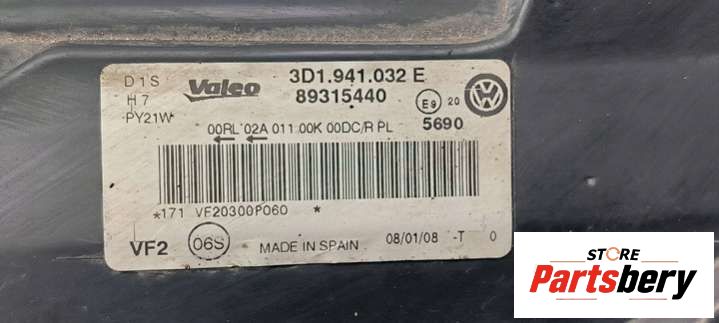 D1S
H7
PY21W
Valeo
3D1.941.032 E
89315440
E9 20
VW
00RL 02A 011 00K 00DC/R PL
5690
*171 VF20300P060 *
VF2
06S
MADE IN SPAIN
08/01/08 -T 0
STORE
Partsbery